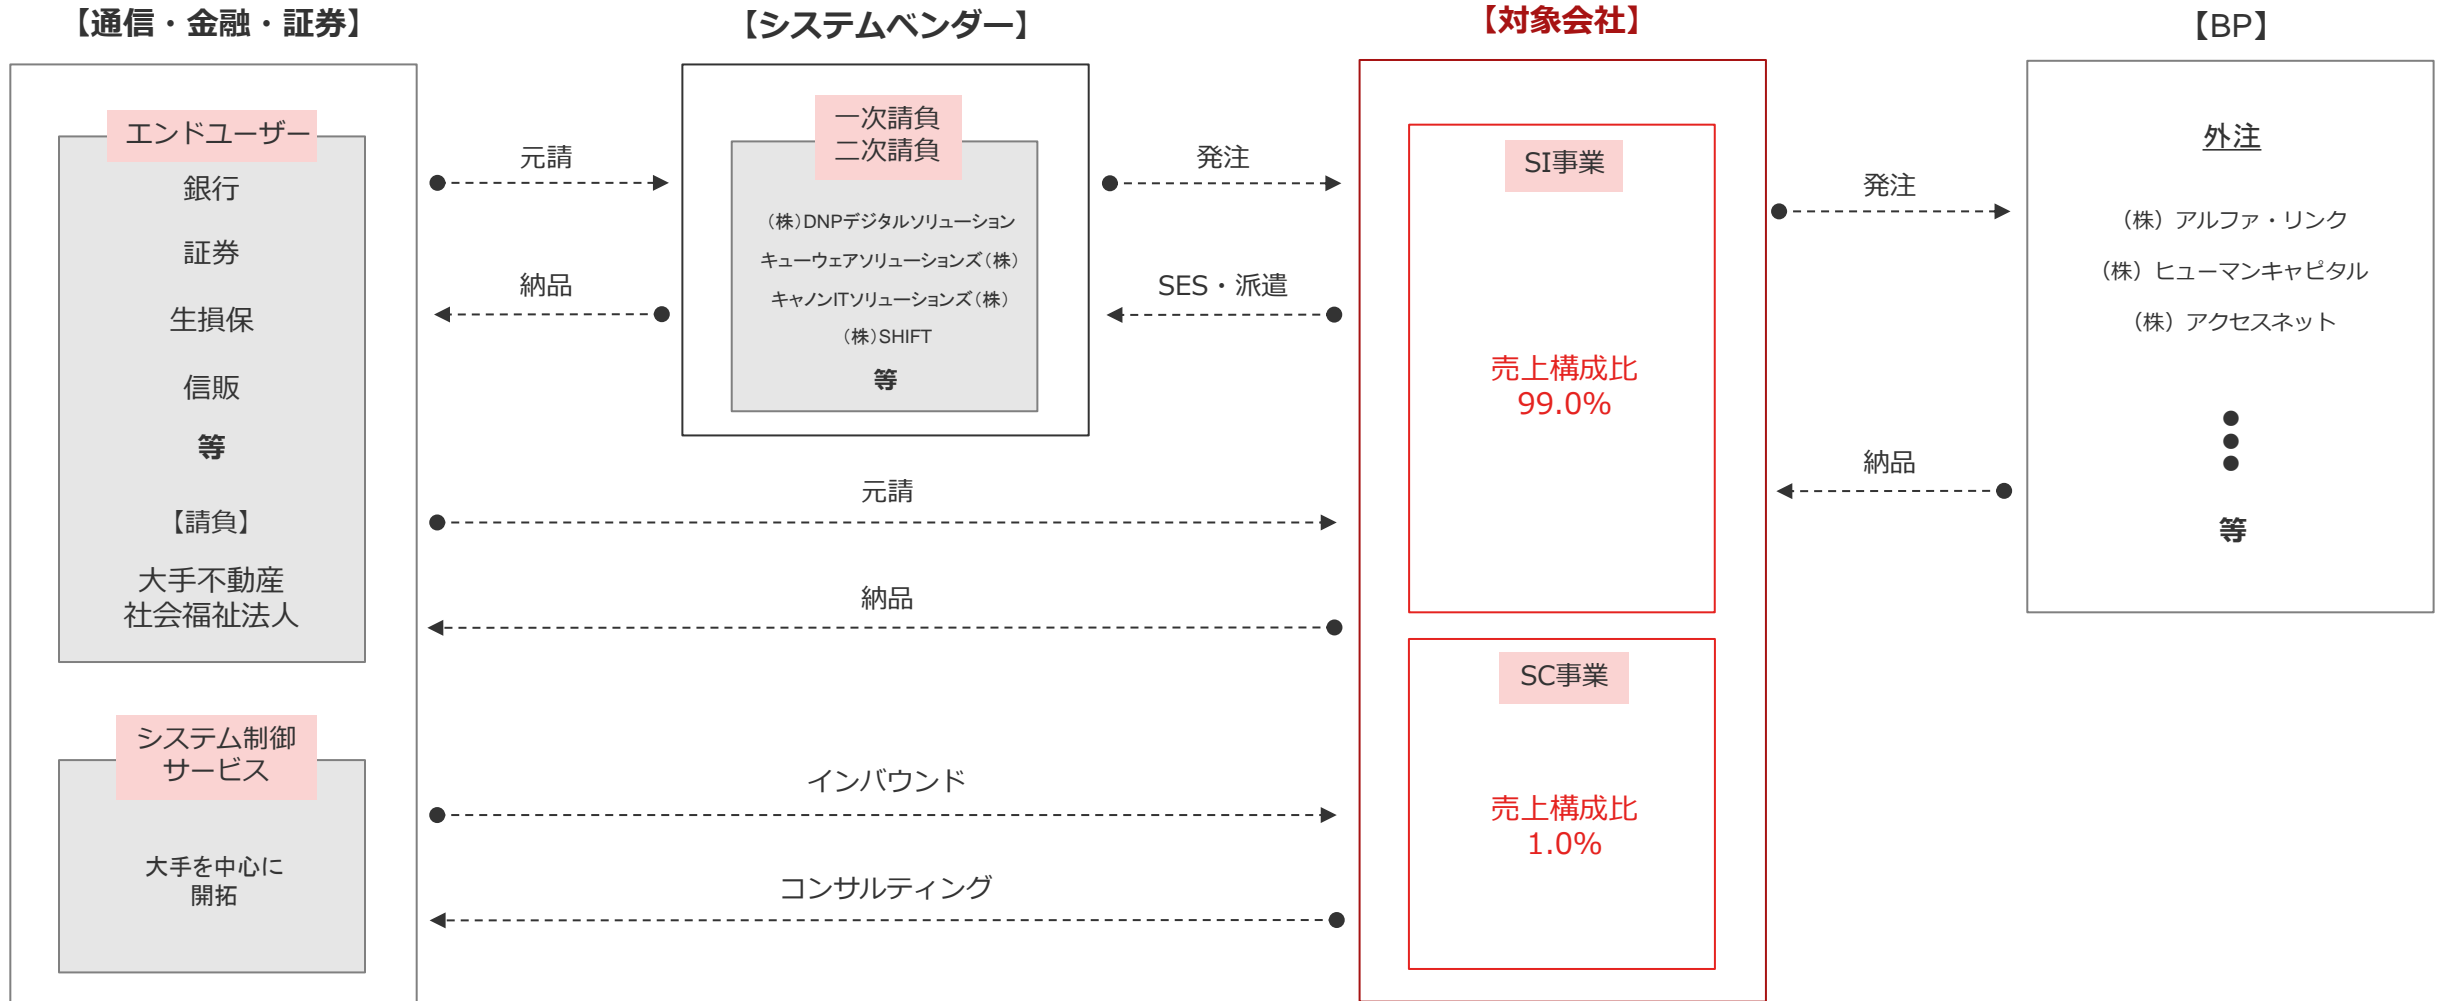 【通信・金融・証券】
エンドユーザー
銀行
証券
生損保
信販
等
【請負】
大手不動産
社会福祉法人
システム制御
サービス
大手を中心に
開拓
元請
納品
【システムベンダー】
一次請負
二次請負
（株）DNPデジタルソリューション
キューウェアソリューションズ（株）
キャノンITソリューションズ（株）
（株）SHIFT
等
発注
SES・派遣
元請
納品
インバウンド
コンサルティング
【対象会社】
SI事業
売上構成比
99.0%
SC事業
売上構成比
1.0%
発注
納品
【BP】
外注
（株）アルファ・リンク
（株）ヒューマンキャピタル
（株）アクセスネット
等